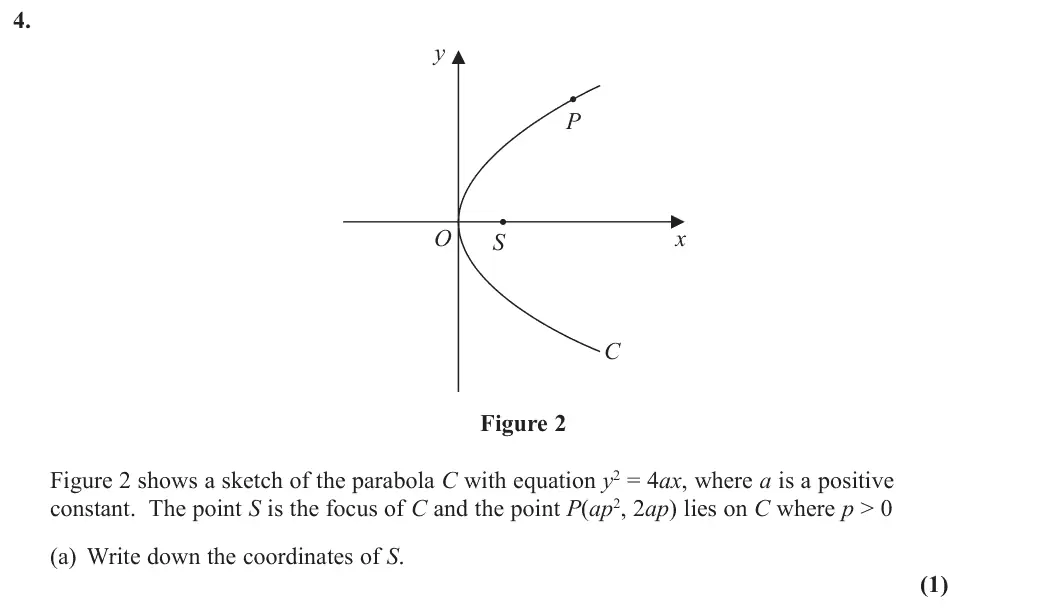 4.
y
P
O
S
x
C
Figure 2
Figure 2 shows a sketch of the parabola C with equation y² = 4ax, where a is a positive
constant. The point S is the focus of C and the point P(ap², 2ap) lies on C where p > 0
(a) Write down the coordinates of S.
(1)